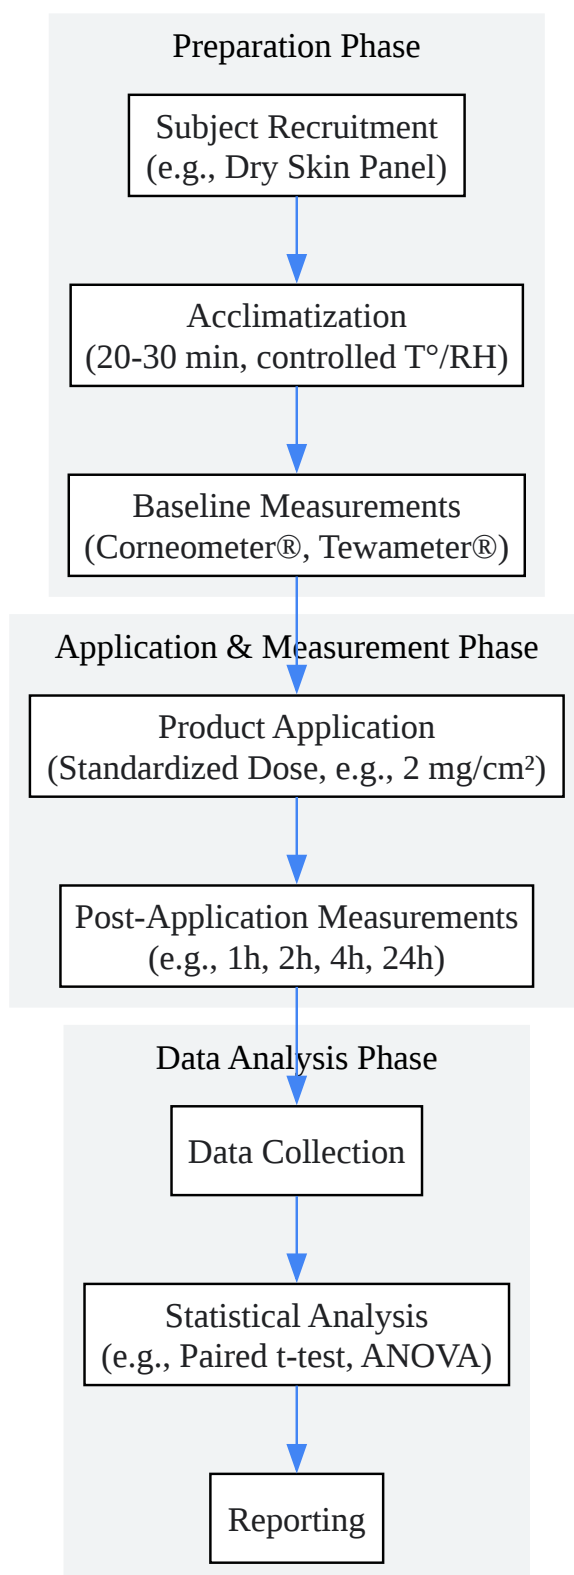 Preparation Phase
Subject Recruitment
(e.g., Dry Skin Panel)
Acclimatization
(20-30 min, controlled T°/RH)
Baseline Measurements
(Corneometer®, Tewameter®)
Application & Measurement Phase
Product Application
(Standardized Dose, e.g., 2 mg/cm²)
Post-Application Measurements
(e.g., 1h, 2h, 4h, 24h)
Data Analysis Phase
Data Collection
Statistical Analysis
(e.g., Paired t-test, ANOVA)
Reporting